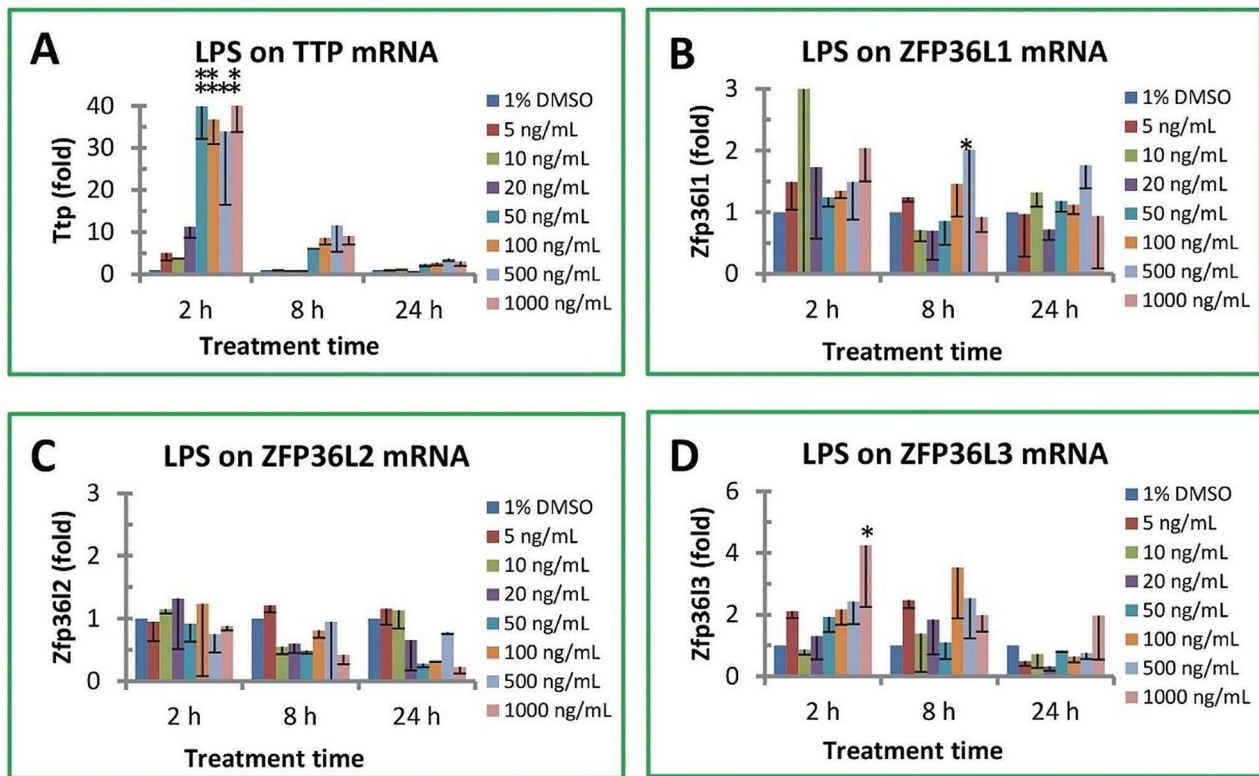 A
LPS on TTP mRNA
** *
****
Ttp (fold)
40
30
20
10
0
2 h 8 h 24 h
Treatment time
1% DMSO
5 ng/mL
10 ng/mL
20 ng/mL
50 ng/mL
100 ng/mL
500 ng/mL
1000 ng/mL
B
LPS on ZFP36L1 mRNA
*
Zfp36l1 (fold)
3
2
1
0
2 h 8 h 24 h
Treatment time
1% DMSO
5 ng/mL
10 ng/mL
20 ng/mL
50 ng/mL
100 ng/mL
500 ng/mL
1000 ng/mL
C
LPS on ZFP36L2 mRNA
Zfp36l2 (fold)
3
2
1
0
2 h 8 h 24 h
Treatment time
1% DMSO
5 ng/mL
10 ng/mL
20 ng/mL
50 ng/mL
100 ng/mL
500 ng/mL
1000 ng/mL
D
LPS on ZFP36L3 mRNA
*
Zfp36l3 (fold)
6
4
2
0
2 h 8 h 24 h
Treatment time
1% DMSO
5 ng/mL
10 ng/mL
20 ng/mL
50 ng/mL
100 ng/mL
500 ng/mL
1000 ng/mL